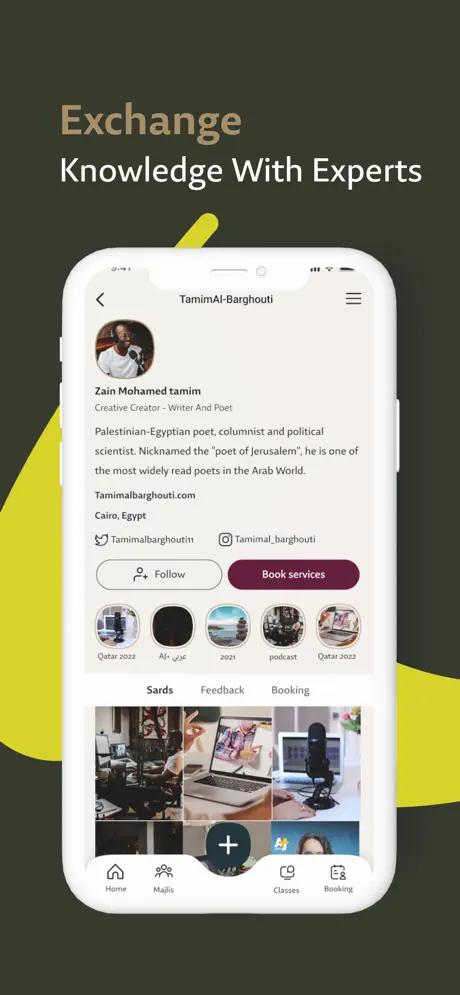 Exchange
Knowledge With Experts
9:41
TamimAl-Barghouti
Zain Mohamed tamim
Creative Creator - Writer And Poet
Palestinian-Egyptian poet, columnist and political
scientist. Nicknamed the "poet of Jerusalem", he is one of
the most widely read poets in the Arab World.
Tamimalbarghouti.com
Cairo, Egypt
Tamimalbarghouti11 Tamimal_barghouti
Follow Book services
Qatar 2022 AJ+ عربي 2021 podcast Qatar 2022
Sards Feedback Booking
Home Majlis Classes Booking